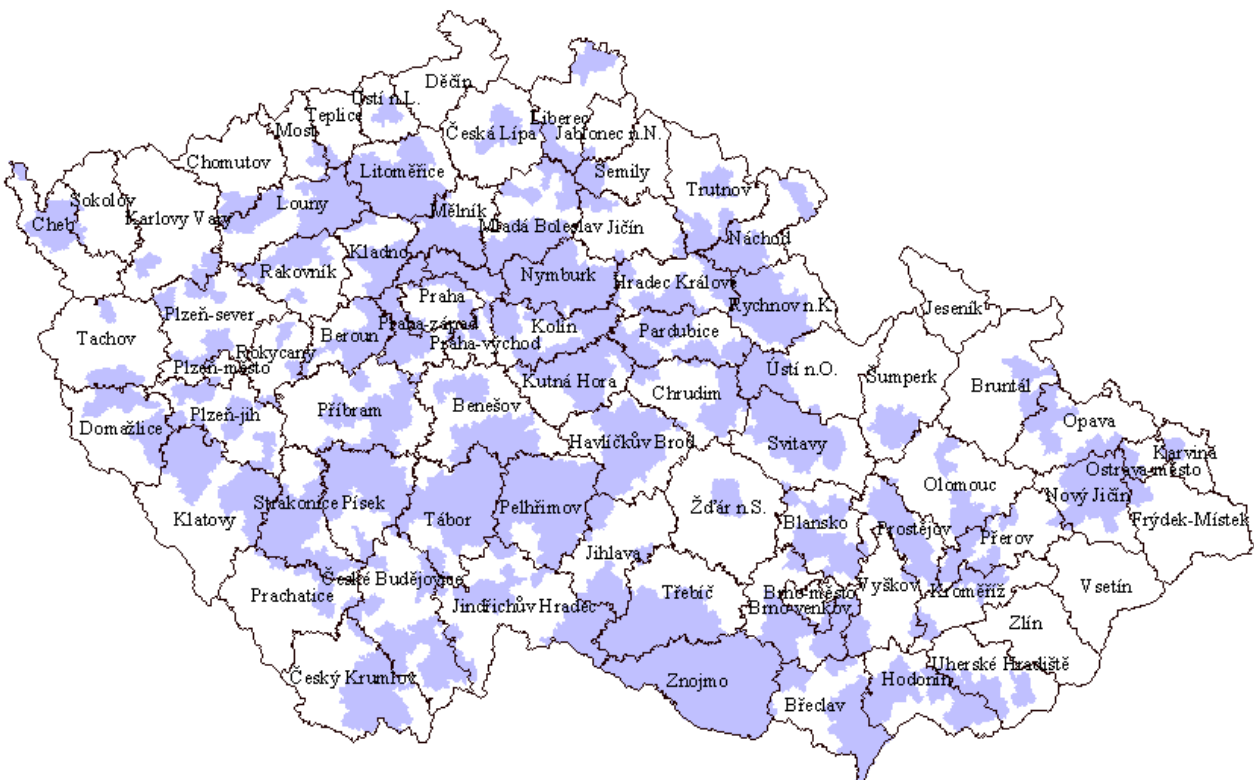 Děčín
Ústí n.L.
Teplice
Most
Liberec
Česká Lípa
Jablonec n.N.
Chomutov
Litoměřice
Semily
Trutnov
Sokolov
Louny
Mělník
Karlovy Vary
Cheb
Mladá Boleslav
Jičín
Náchod
Kladno
Rakovník
Nymburk
Hradec Králové
Rychnov n.K.
Jeseník
Praha
Plzeň-sever
Praha-západ
Kolín
Pardubice
Tachov
Beroun
Praha-východ
Rokycany
Plzeň-město
Ústí n.O.
Šumperk
Bruntál
Kutná Hora
Chrudim
Příbram
Benešov
Plzeň-jih
Domažlice
Opava
Havlíčkův Brod
Svitavy
Karviná
Ostrava-město
Olomouc
Nový Jičín
Strakonice
Písek
Pelhřimov
Žďár n.S.
Klatovy
Tábor
Blansko
Prostějov
Frýdek-Místek
Přerov
Jihlava
České Budějovice
Vyškov
Vsetín
Prachatice
Jindřichův Hradec
Třebíč
Brno-město
Brno-venkov
Kroměříž
Zlín
Uherské Hradiště
Český Krumlov
Znojmo
Hodonín
Břeclav